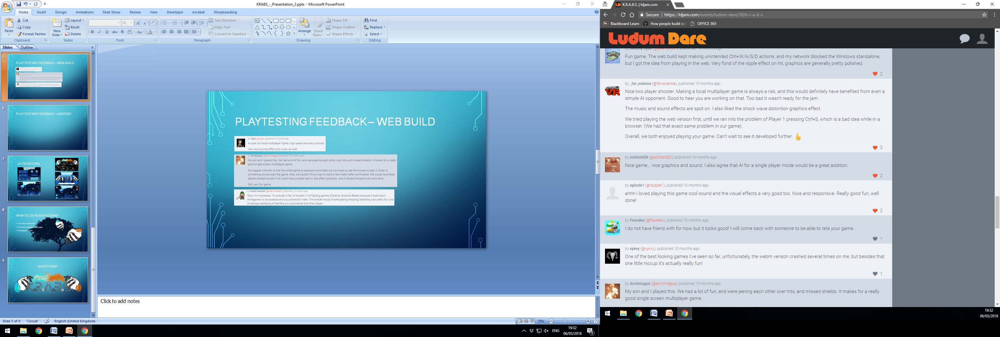 KRABS_-_Presentation_2.pptx - Microsoft PowerPoint
Home Insert Design Animations Slide Show Review View Developer Acrobat Storyboarding
Paste
Cut
Copy
Format Painter
Clipboard
New
Slide
Layout
Reset
Delete
Slides
36
Font
Paragraph
Text Direction
Align Text
Convert to SmartArt
Arrange
Quick
Styles
Shape Fill
Shape Outline
Shape Effects
Drawing
Find
Replace
Select
Editing
Slides Outline
5
PLAYTESTING FEEDBACK – WEB BUILD
6
PLAYTESTING FEEDBACK – ANDROID
7
UI ITERATIONS
8
WHAT ELSE NEEDS ADDING?
9
QUESTIONS?
K.R.A.B.S.
PLAYTESTING FEEDBACK – WEB BUILD
by Togis (@togis), published 10 months ago
A super fun local multiplayer fighter, high speed and easy controls.
Very nice sounds effect and music as well!
by Archimagus (@archimagus), published 10 months ago
My son and I played this. We had a lot of fun, and were jeering each other over hits, and missed shields. It makes for a really
good single screen multiplayer game.
My biggest criticism is that the whole game is keyboard controlled, but you have to use the mouse to start it. Enter or
something should start the game. Also, we couldn't find a way to start a new match after we finished. We would have likely
played several rounds if we could have jumped right in. But after trying Esc. and it closed the game we were done.
Still, very fun game.
by PeachTreeOath (@peachtreeoath), published 10 months ago
Wow I'm impressed. I'm actually a fan of simpler/1-hit fighting games (Divekick, Bushido Blade) because it boils down
mindgames to its essence and you achieved it here. The simple mixup of anticipating shooting/shielding was pretty fun, and
it's always satisfying to feel like you outsmarted the other player.
Click to add notes
Slide 5 of 9 "Circuit" English (United Kingdom) 70%
ENG 19:32
06/03/2018
K.R.A.B.S. | ldjam.com
Secure | https://ldjam.com/events/ludum-dare/38/k-r-a-b-s
Bb Blackboard Learn How people build so OFFICE 365
Ludum Dare
by Jeremy Ryan (@jeremy-ryan), published 10 months ago
Fun game. The web build kept making unintended Ctrl+W/A/S/D actions, and my network blocked the Windows standalone,
but I got the idea from playing in the web. Very fond of the ripple effect on hit, graphics are generally pretty polished.
2
by _for_science (@for-science), published 10 months ago
Nice two player shooter. Making a local multiplayer game is always a risk, and this would definitely have benefited from even a
simple AI opponent. Good to hear you are working on that. Too bad it wasn't ready for the jam.
The music and sound effects are spot on. I also liked the shock wave distortion graphics effect.
We tried playing the web version first, until we ran into the problem of Player 1 pressing Ctrl+S, which is a bad idea while in a
browser. (We had that exact same problem in our game).
Overall, we both enjoyed playing your game. Can't wait to see it developed further.
3
by schizoid2k (@schizoid2k), published 10 months ago
Nice game... nice graphics and sound. I also agree that AI for a single player mode would be a great addition.
2
by npizzle1 (@npizzle1), published 10 months ago
ahhh i loved playing this game cool sound and the visual effects a very good too. Nice and responsive. Really good fun, well
done!
2
by Fouralex (@fouralex), published 10 months ago
I do not have friend with for now, but it looks good! I will come back with someone to be able to rate your game.
1
by xykvy (@xykvy), published 10 months ago
One of the best looking games I've seen so far, unfortunately, the webm version crashed several times on me, but besides that
one little hiccup it's actually really fun!
1
by Archimagus (@archimagus), published 10 months ago
My son and I played this. We had a lot of fun, and were jeering each other over hits, and missed shields. It makes for a really
good single screen multiplayer game.
19:32
06/03/2018